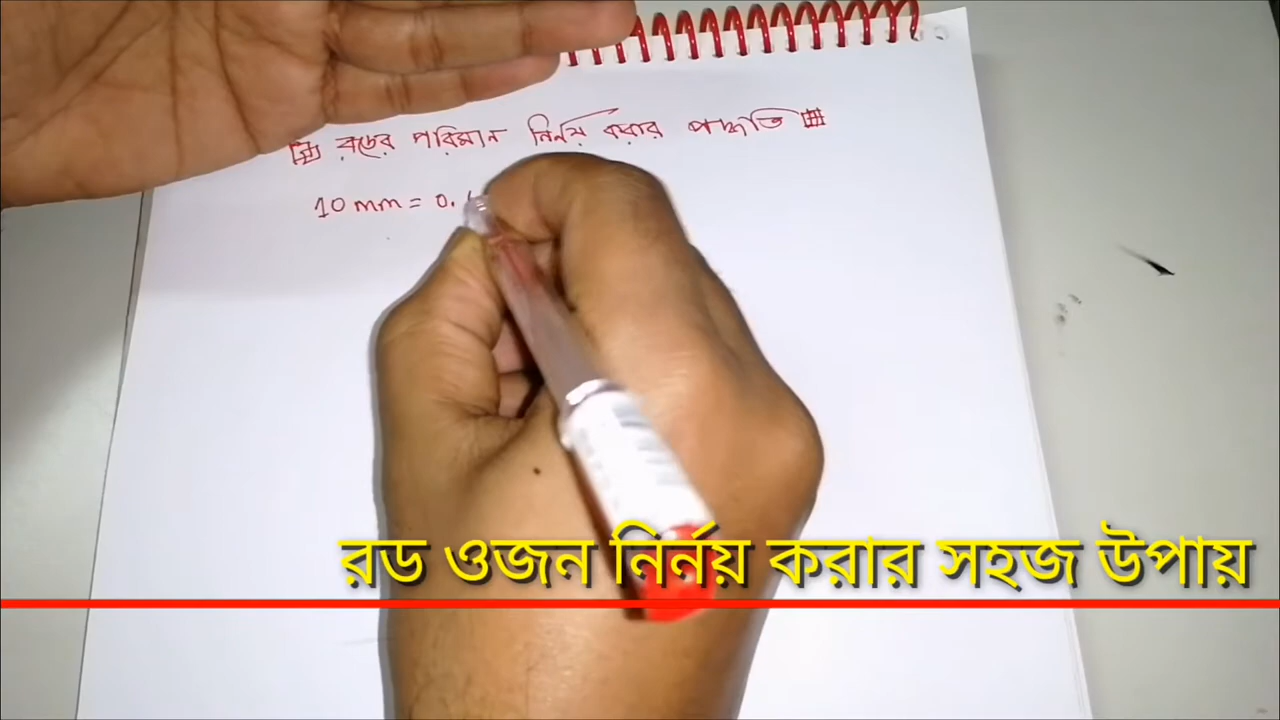 রডের পরিমান নির্নয় করার পদ্ধতি
10 mm = 0.
রড ওজন নির্নয় করার সহজ উপায়